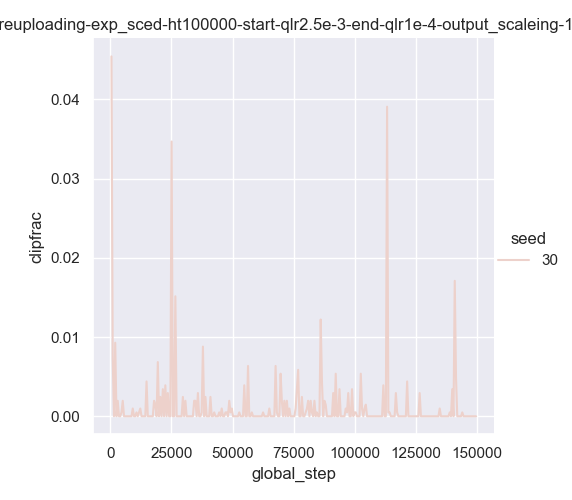 reuploading-exp_sced-ht100000-start-qlr2.5e-3-end-qlr1e-4-output_scaleing-1
clipfrac
0.04
0.03
0.02
0.01
0.00
0 25000 50000 75000 100000 125000 150000
global_step
seed
30